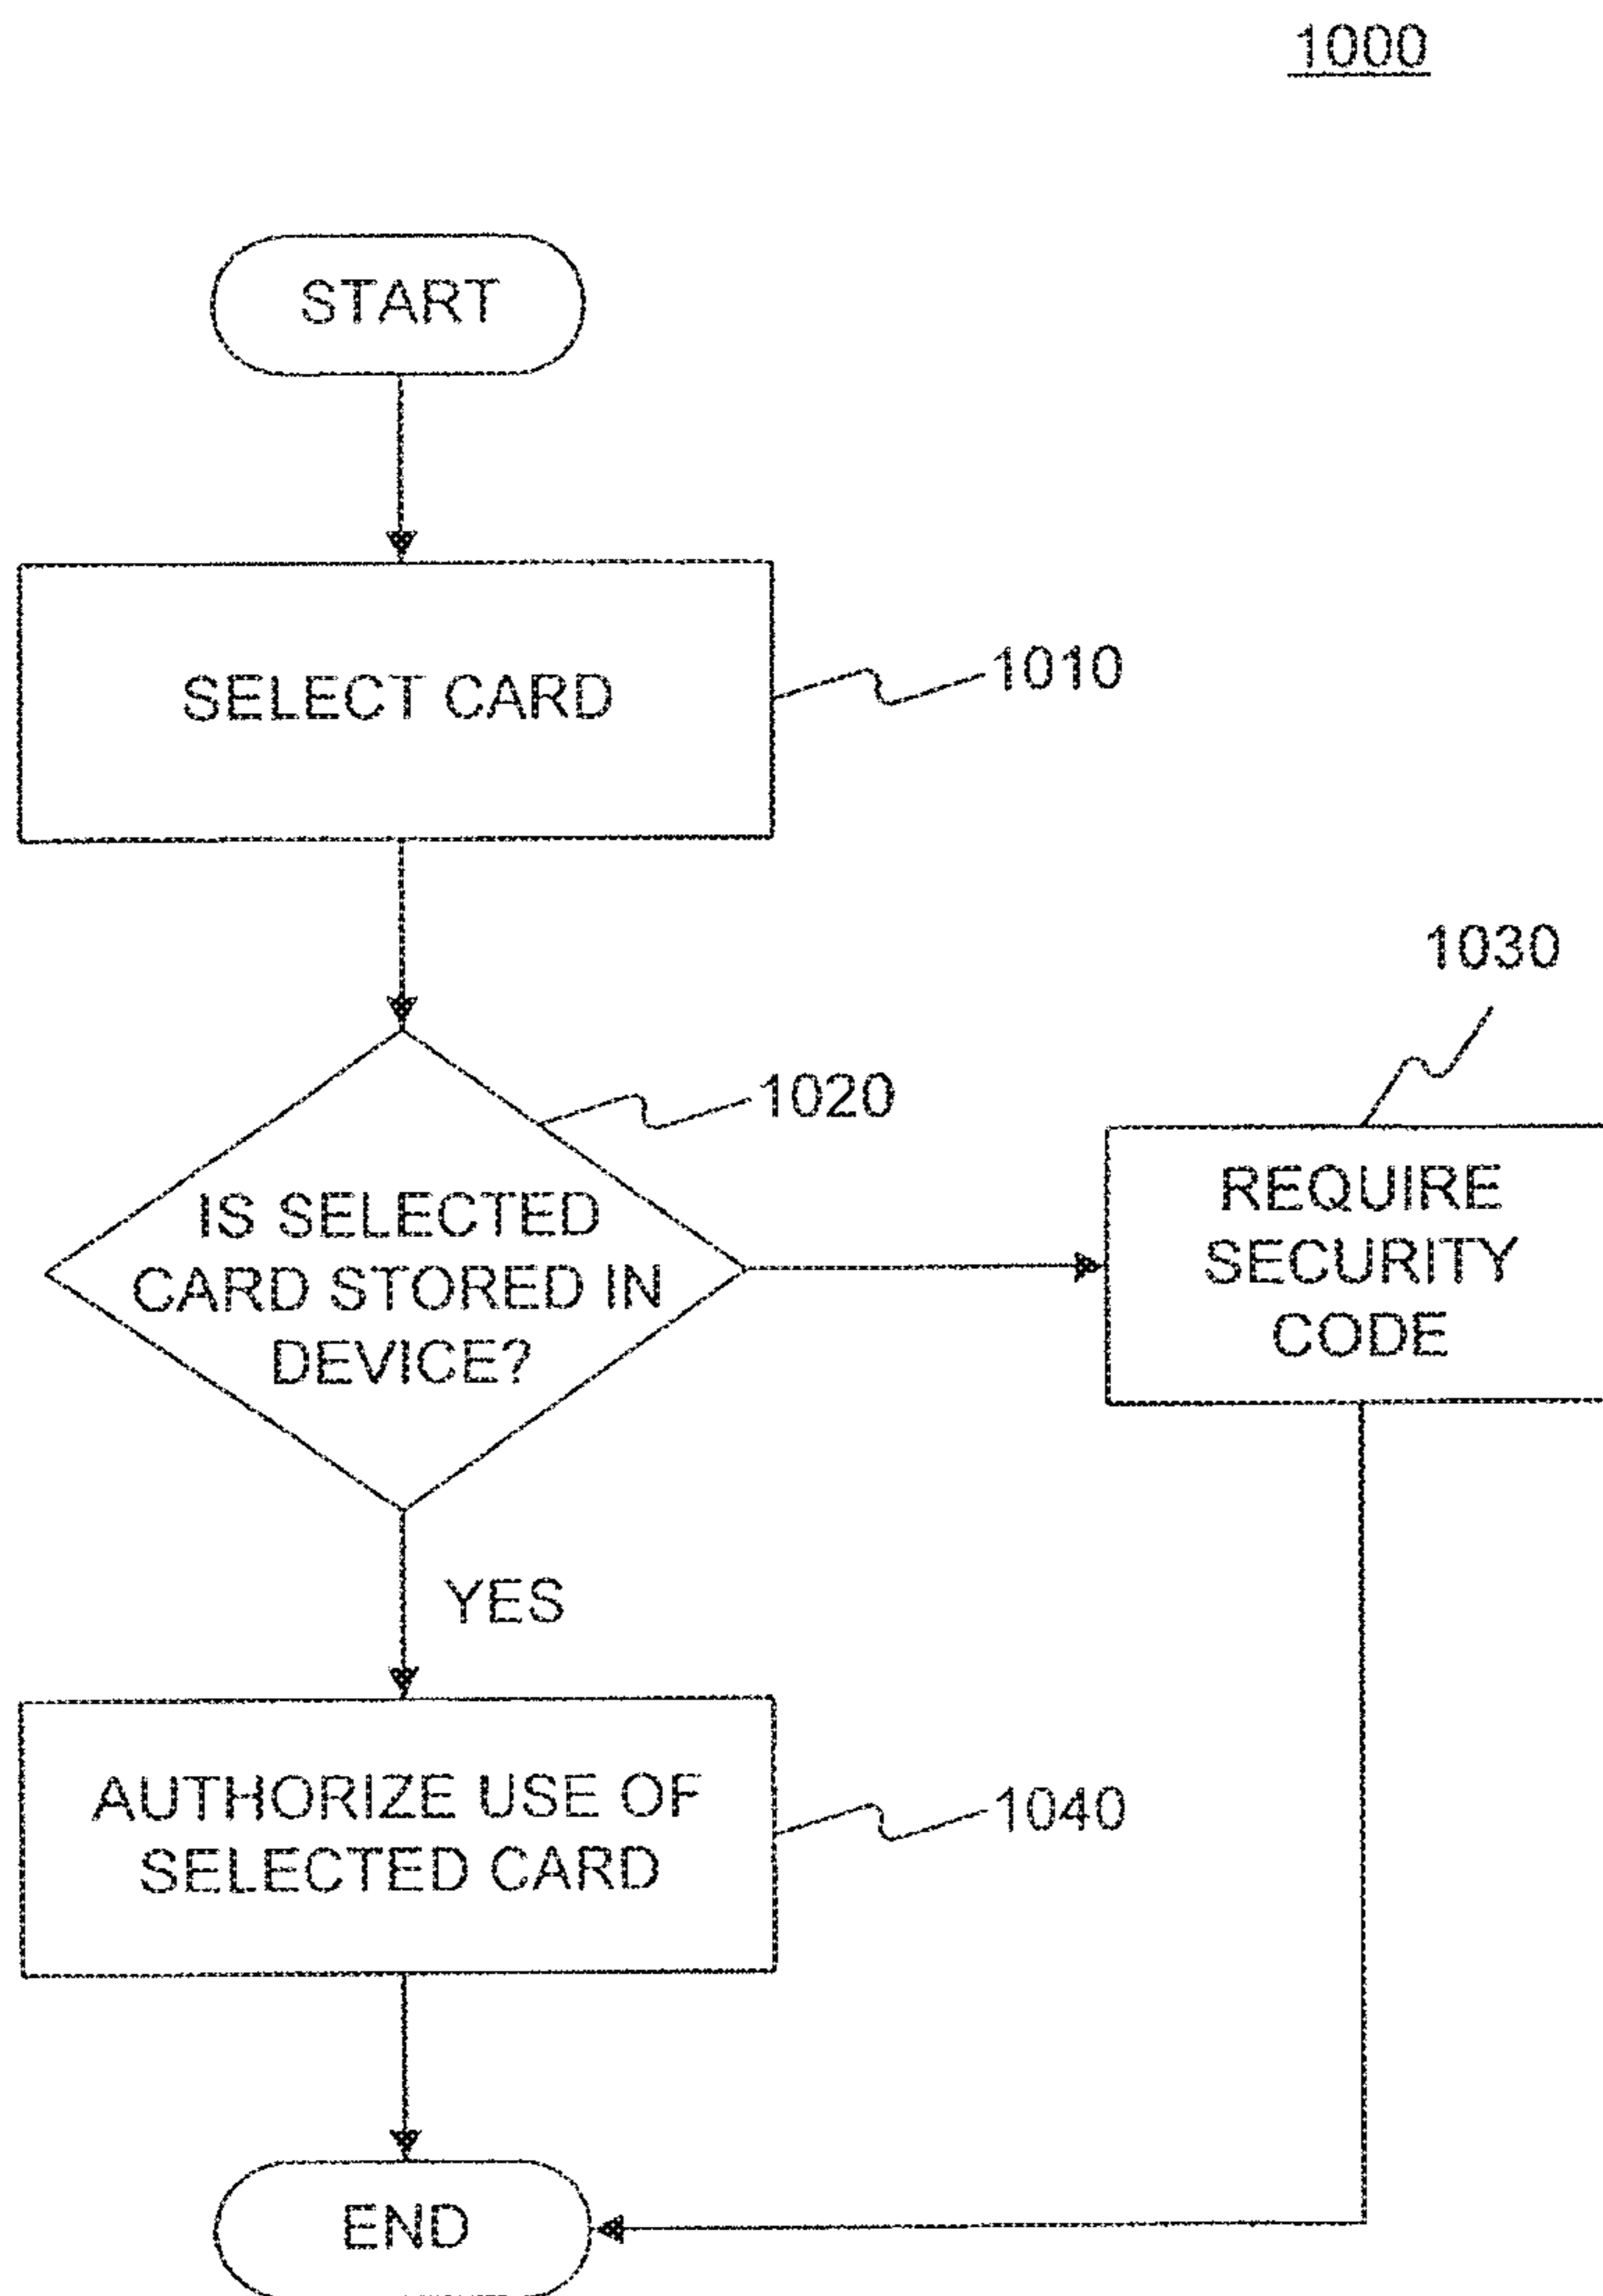 1000
START
SELECT CARD
1010
1030
1020
IS SELECTED
CARD STORED IN
DEVICE?
REQUIRE
SECURITY
CODE
YES
AUTHORIZE USE OF
SELECTED CARD
1040
END